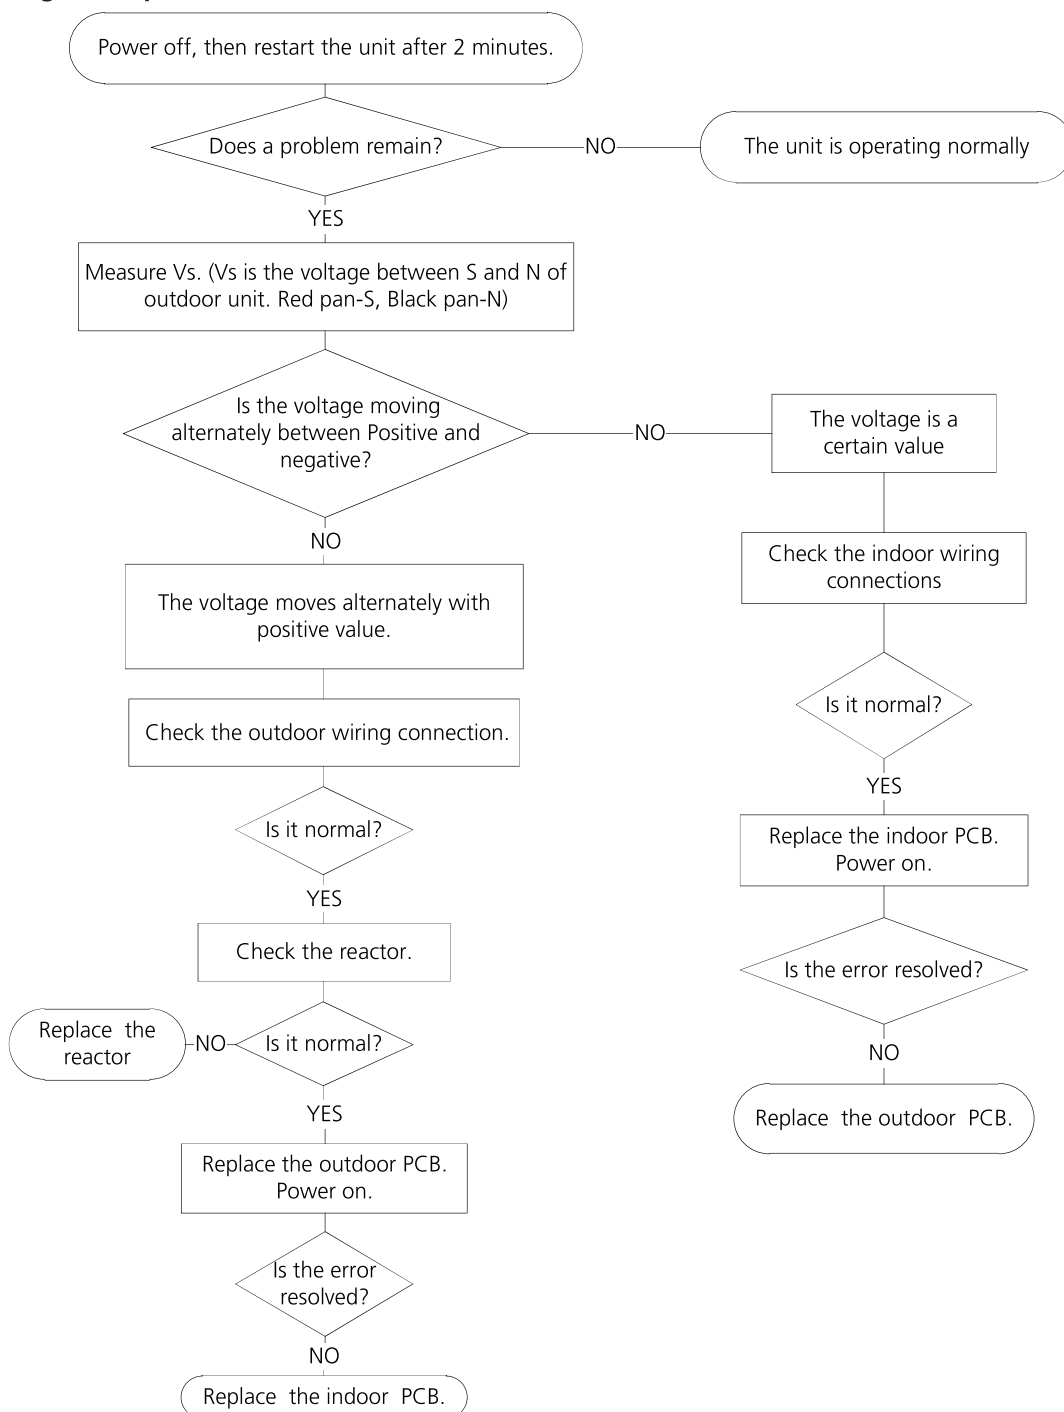 Power off, then restart the unit after 2 minutes.
Does a problem remain?
NO
The unit is operating normally
YES
Measure Vs. (Vs is the voltage between S and N of
outdoor unit. Red pan-S, Black pan-N)
Is the voltage moving
alternately between Positive and
negative?
NO
The voltage is a
certain value
NO
The voltage moves alternately with
positive value.
Check the outdoor wiring connection.
Is it normal?
YES
Check the reactor.
Is it normal?
NO
Replace the
reactor
YES
Replace the outdoor PCB.
Power on.
Is the error
resolved?
NO
Replace the indoor PCB.
Check the indoor wiring
connections
Is it normal?
YES
Replace the indoor PCB.
Power on.
Is the error resolved?
NO
Replace the outdoor PCB.